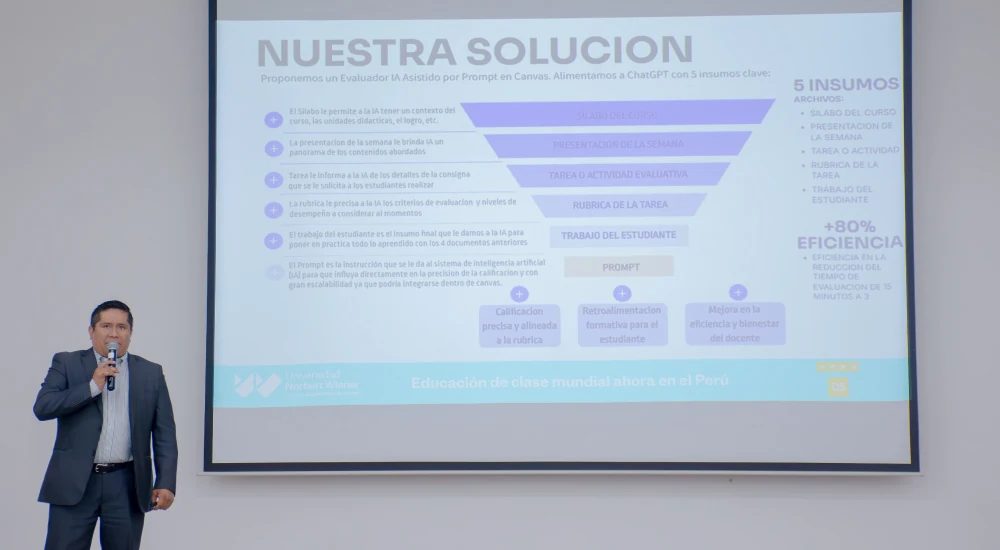 NUESTRA SOLUCION
Proponemos un Evaluador IA Asistido por Prompt en Canvas. Alimentamos a ChatGPT con 5 insumos clave:
El Silabo le permite a la IA tener un contexto del
curso, las unidades didacticas, el logro, etc.
La presentacion de la semana le brinda IA un
panorama de los contenidos abordados
Tarea le informa a la IA de los detalles de la consigna
que se le solicita a los estudiantes realizar
La rubrica le precisa a la IA los criterios de evaluacion y niveles de
desempeño a considerar al momentos
El trabajo del estudiante es el insumo final que le damos a la IA para
poner en practica todo lo aprendido con los 4 documentos anteriores
El Prompt es la instrucción que se le da al sistema de inteligencia artificial
(IA) para que influya directamente en la precision de la calificacion y con
gran escalabilidad ya que podria integrarse dentro de canvas.
SILABO DEL CURSO
PRESENTACION DE LA SEMANA
TAREA O ACTIVIDAD EVALUATIVA
RUBRICA DE LA TAREA
TRABAJO DEL ESTUDIANTE
PROMPT
Calificacion
precisa y alineada
a la rubrica
Retroalimentacion
formativa para el
estudiante
Mejora en la
eficiencia y bienestar
del docente
5 INSUMOS
ARCHIVOS:
• SILABO DEL CURSO
• PRESENTACION DE
LA SEMANA
• TAREA O ACTIVIDAD
• RUBRICA DE LA
TAREA
• TRABAJO DEL
ESTUDIANTE
+80%
EFICIENCIA
• EFICIENCIA EN LA
REDUCCION DEL
TIEMPO DE
EVALUACION DE 15
MINUTOS A 3
Universidad
Norbert Wiener
Educación de clase mundial ahora en el Perú
QS